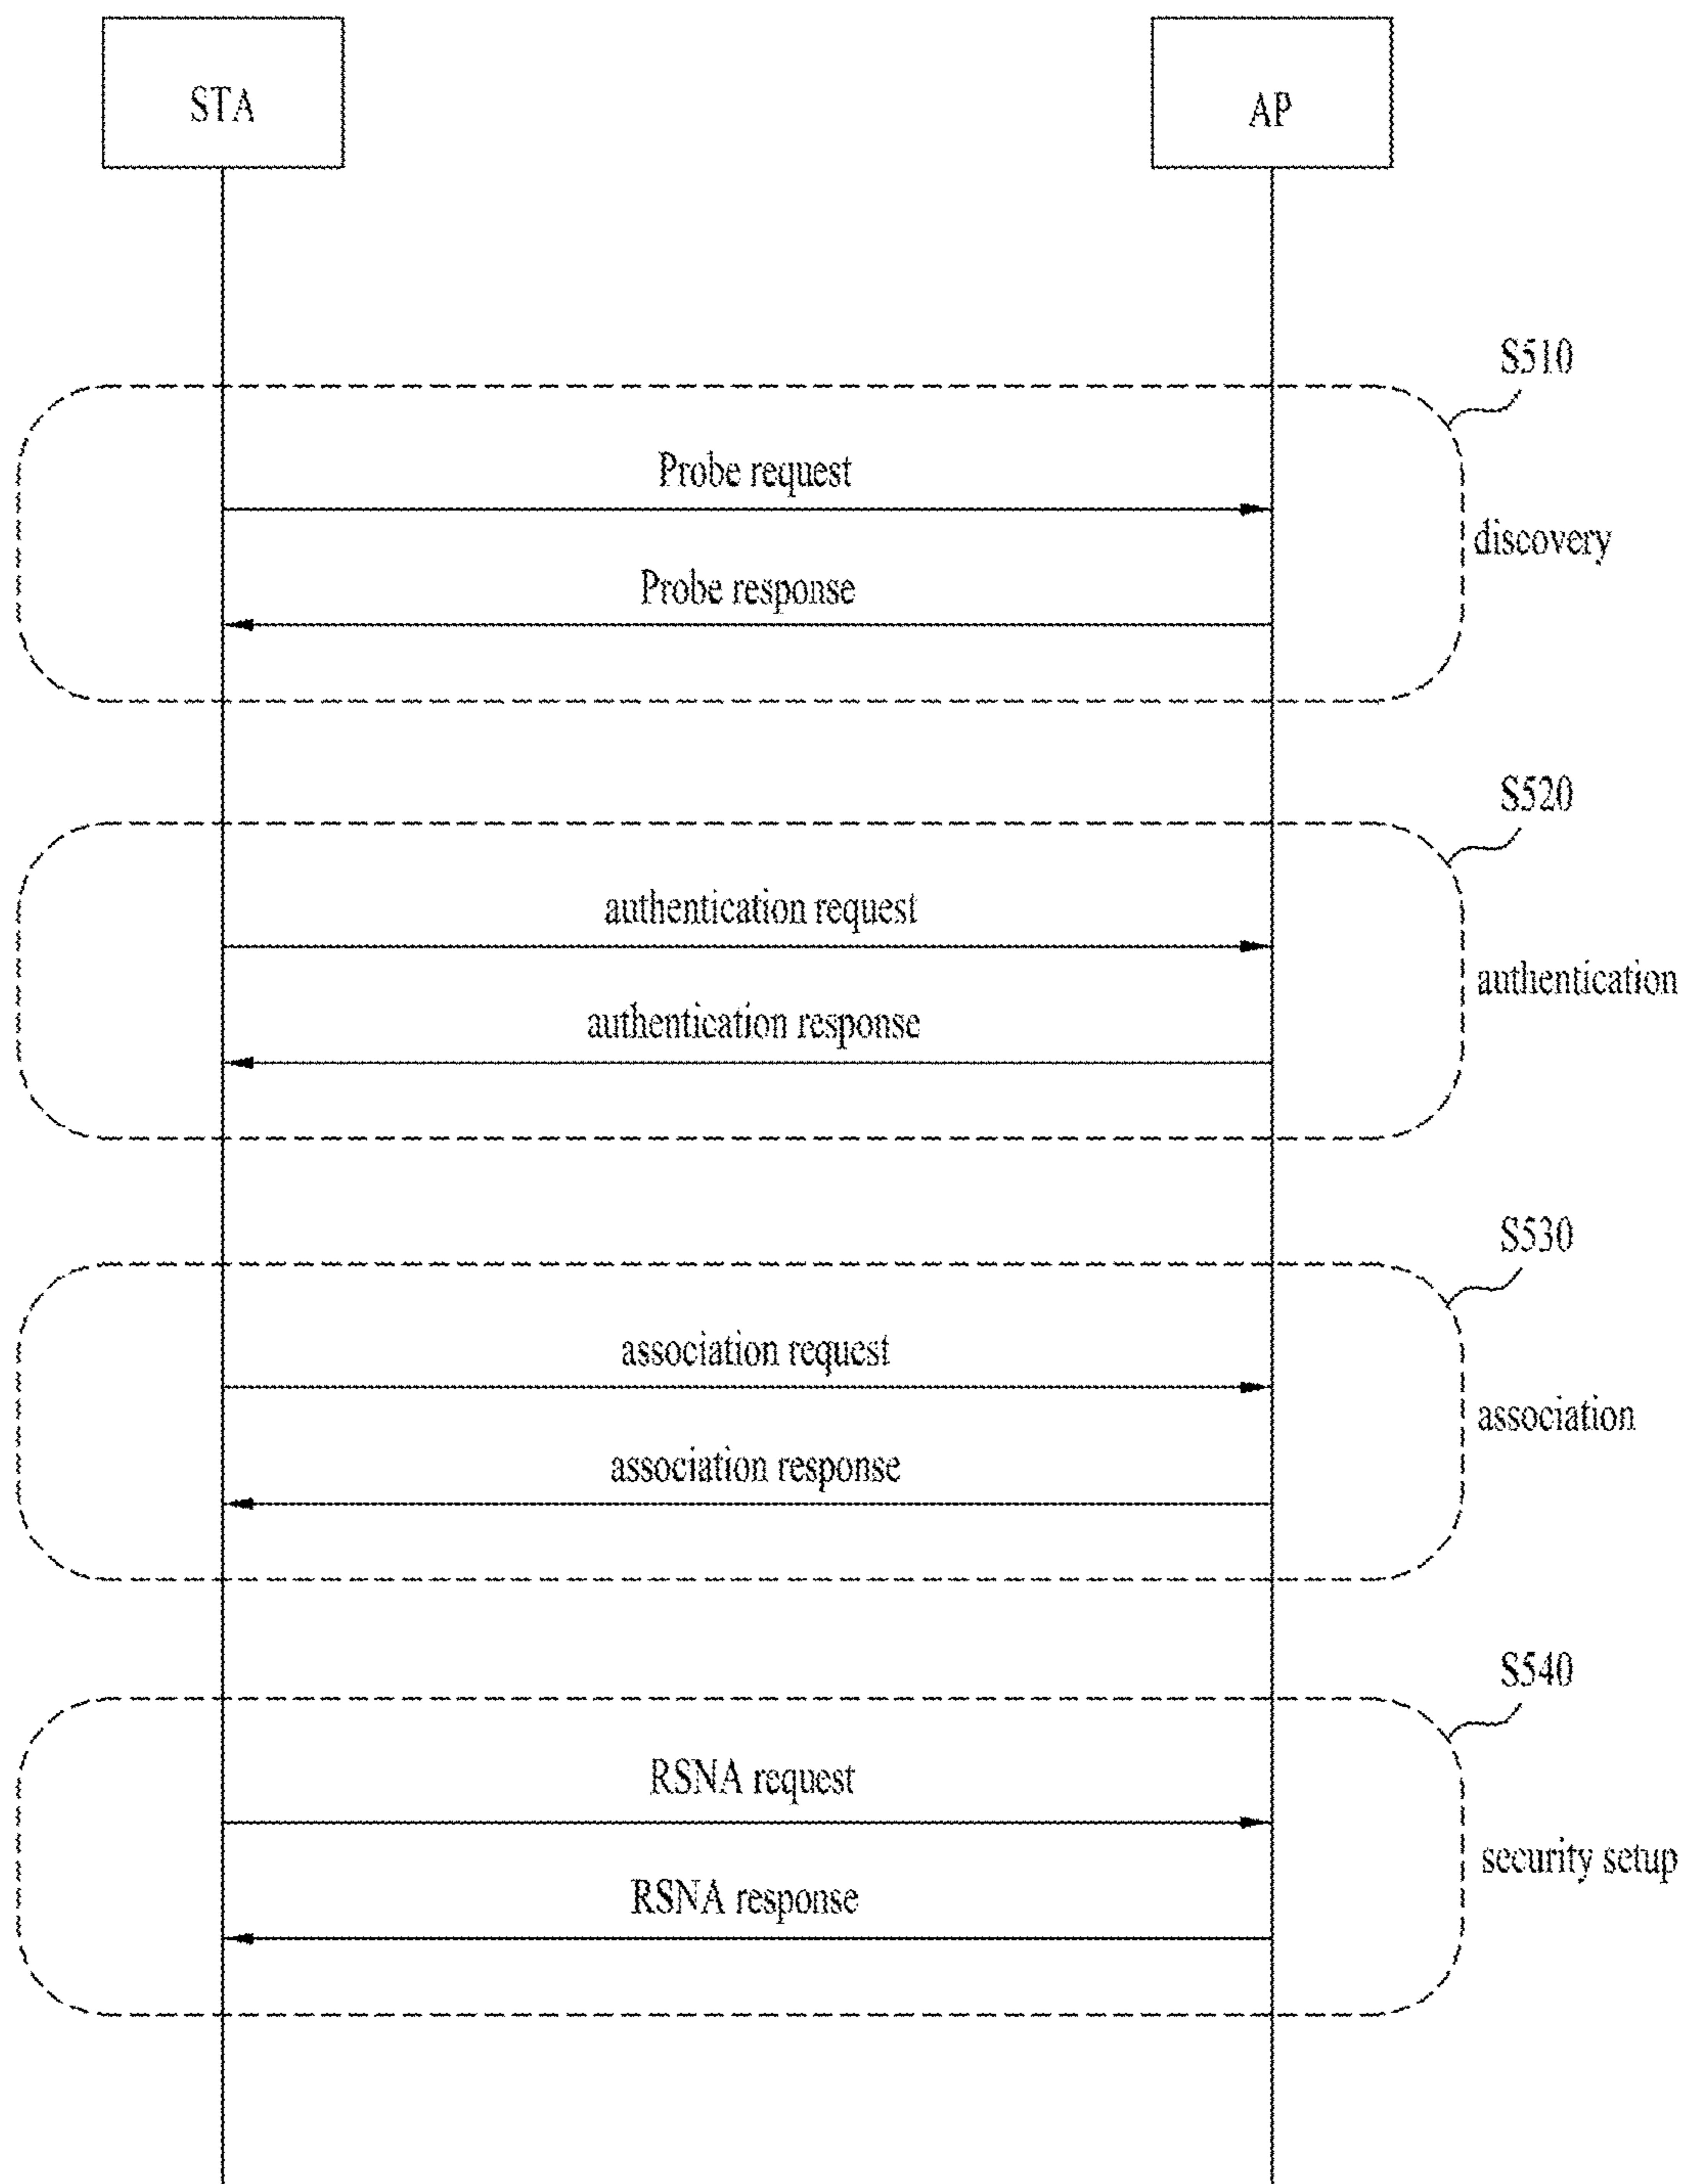 STA
AP
S510
Probe request
discovery
Probe response
S520
authentication request
authentication
authentication response
S530
association request
association
association response
S540
RSNA request
security setup
RSNA response